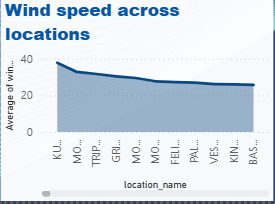 Wind speed across
locations
Average of win...
40
20
0
KU...
MO...
TRIP...
GRI...
MO...
MO...
FELI...
PAL...
VES...
KIN...
BAS...
location_name